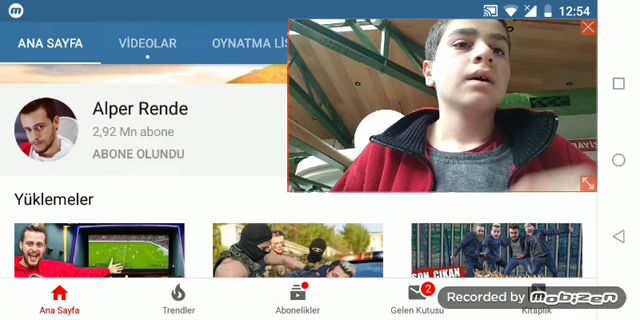 12:54
ANA SAYFA
VİDEOLAR
OYNATMA LİS
Alper Rende
2,92 Mn abone
ABONE OLUNDU
Yüklemeler
SON ÇIKAN
Ana Sayfa
Trendler
Abonelikler
Gelen Kutusu
2
Kitaplık
Recorded by mobizen